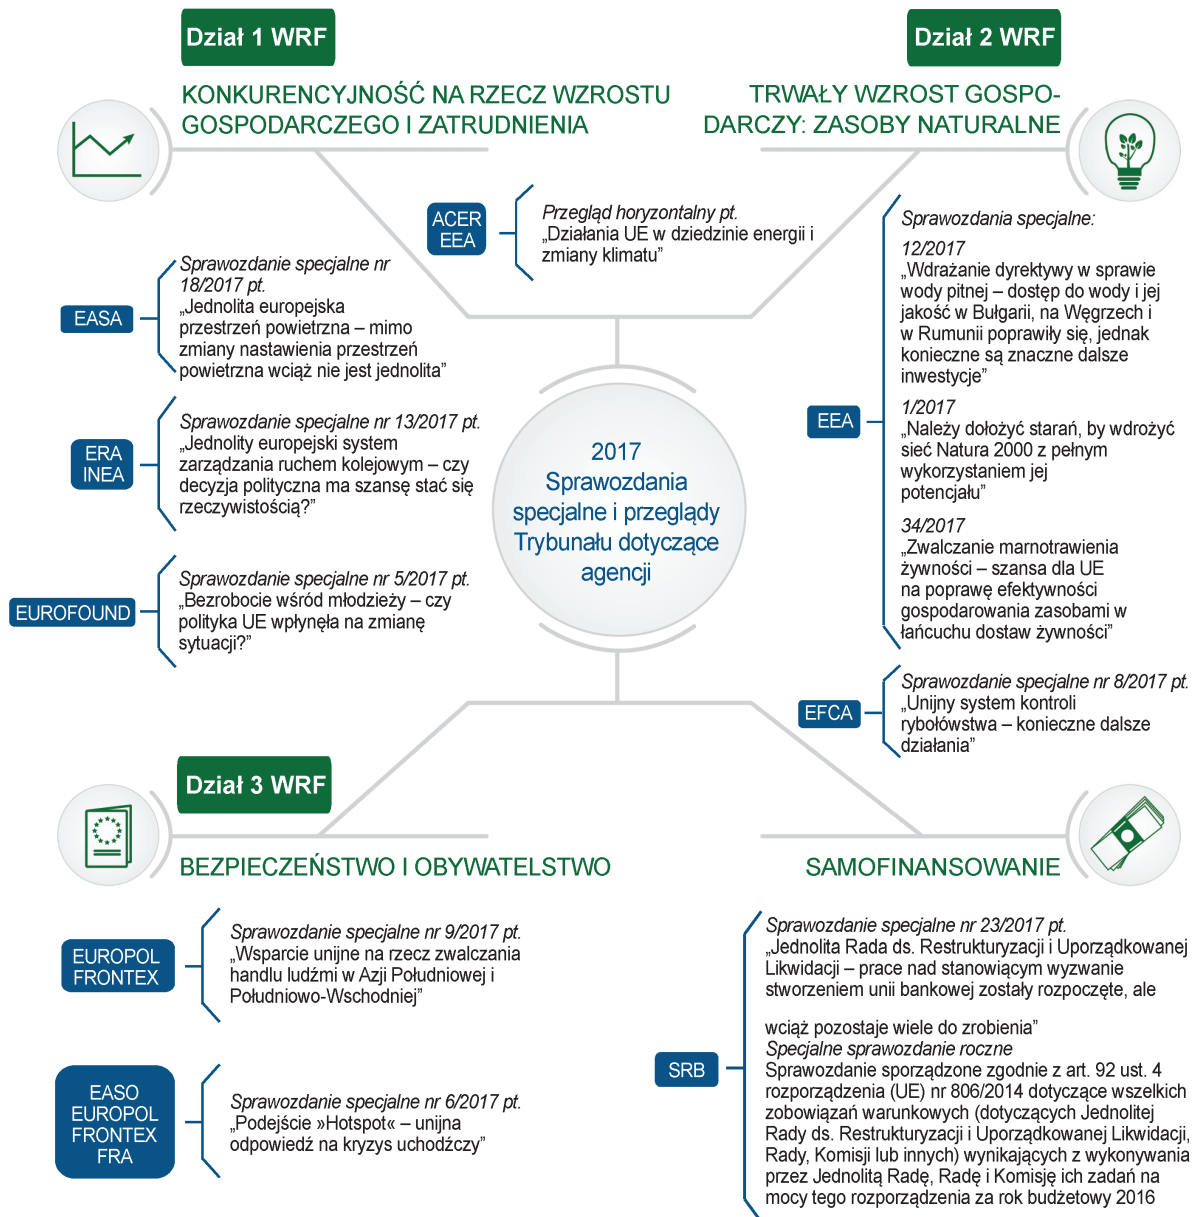 Dział 1 WRF
KONKURENCYJNOŚĆ NA RZECZ WZROSTU
GOSPODARCZEGO I ZATRUDNIENIA
Dział 2 WRF
TRWAŁY WZROST GOSPO-
DARCZY: ZASOBY NATURALNE
ACER
EEA
Przegląd horyzontalny pt.
„Działania UE w dziedzinie energii i
zmiany klimatu”
EASA
Sprawozdanie specjalne nr
18/2017 pt.
„Jednolita europejska
przestrzeń powietrzna – mimo
zmiany nastawienia przestrzeń
powietrzna wciąż nie jest jednolita”
ERA
INEA
Sprawozdanie specjalne nr 13/2017 pt.
„Jednolity europejski system
zarządzania ruchem kolejowym – czy
decyzja polityczna ma szansę stać się
rzeczywistością?”
EUROFOUND
Sprawozdanie specjalne nr 5/2017 pt.
„Bezrobocie wśród młodzieży – czy
polityka UE wpłynęła na zmianę
sytuacji?”
2017
Sprawozdania
specjalne i przeglądy
Trybunału dotyczące
agencji
EEA
Sprawozdania specjalne:
12/2017
„Wdrażanie dyrektywy w sprawie
wody pitnej – dostęp do wody i jej
jakość w Bułgarii, na Węgrzech i
w Rumunii poprawiły się, jednak
konieczne są znaczne dalsze
inwestycje”
1/2017
„Należy dołożyć starań, by wdrożyć
sieć Natura 2000 z pełnym
wykorzystaniem jej
potencjału”
34/2017
„Zwalczanie marnotrawienia
żywności – szansa dla UE
na poprawę efektywności
gospodarowania zasobami w
łańcuchu dostaw żywności”
EFCA
Sprawozdanie specjalne nr 8/2017 pt.
„Unijny system kontroli
rybołówstwa – konieczne dalsze
działania”
Dział 3 WRF
BEZPIECZEŃSTWO I OBYWATELSTWO
EUROPOL
FRONTEX
Sprawozdanie specjalne nr 9/2017 pt.
„Wsparcie unijne na rzecz zwalczania
handlu ludźmi w Azji Południowej i
Południowo-Wschodniej”
EASO
EUROPOL
FRONTEX
FRA
Sprawozdanie specjalne nr 6/2017 pt.
„Podejście »Hotspot« – unijna
odpowiedź na kryzys uchodźczy”
SAMOFINANSOWANIE
SRB
Sprawozdanie specjalne nr 23/2017 pt.
„Jednolita Rada ds. Restrukturyzacji i Uporządkowanej
Likwidacji – prace nad stanowiącym wyzwanie
stworzeniem unii bankowej zostały rozpoczęte, ale
wciąż pozostaje wiele do zrobienia”
Specjalne sprawozdanie roczne
Sprawozdanie sporządzone zgodnie z art. 92 ust. 4
rozporządzenia (UE) nr 806/2014 dotyczące wszelkich
zobowiązań warunkowych (dotyczących Jednolitej
Rady ds. Restrukturyzacji i Uporządkowanej Likwidacji,
Rady, Komisji lub innych) wynikających z wykonywania
przez Jednolitą Radę, Radę i Komisję ich zadań na
mocy tego rozporządzenia za rok budżetowy 2016